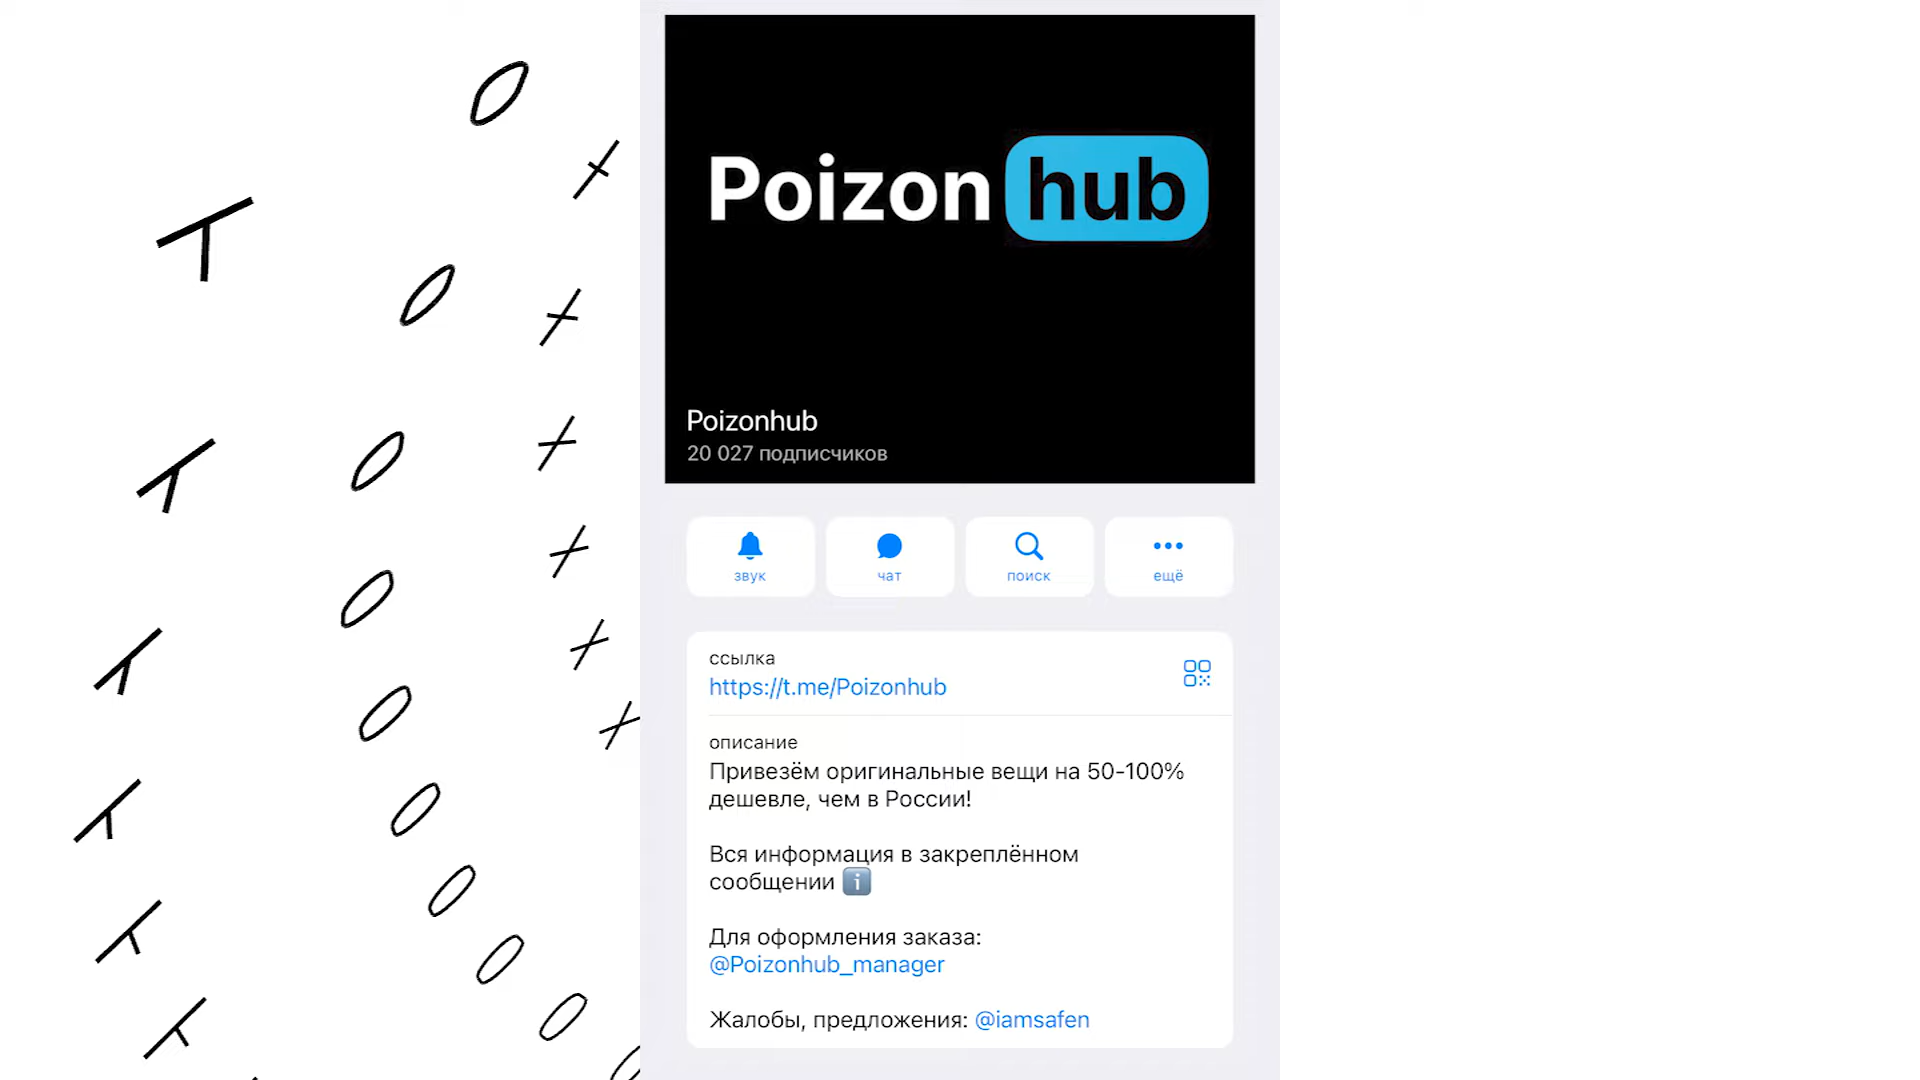 Poizon hub
Poizonhub
20 027 подписчиков
звук
чат
поиск
ещё
ссылка
https://t.me/Poizonhub
описание
Привезём оригинальные вещи на 50-100%
дешевле, чем в России!
Вся информация в закреплённом
сообщении ℹ️
Для оформления заказа:
@Poizonhub_manager
Жалобы, предложения: @iamsafen